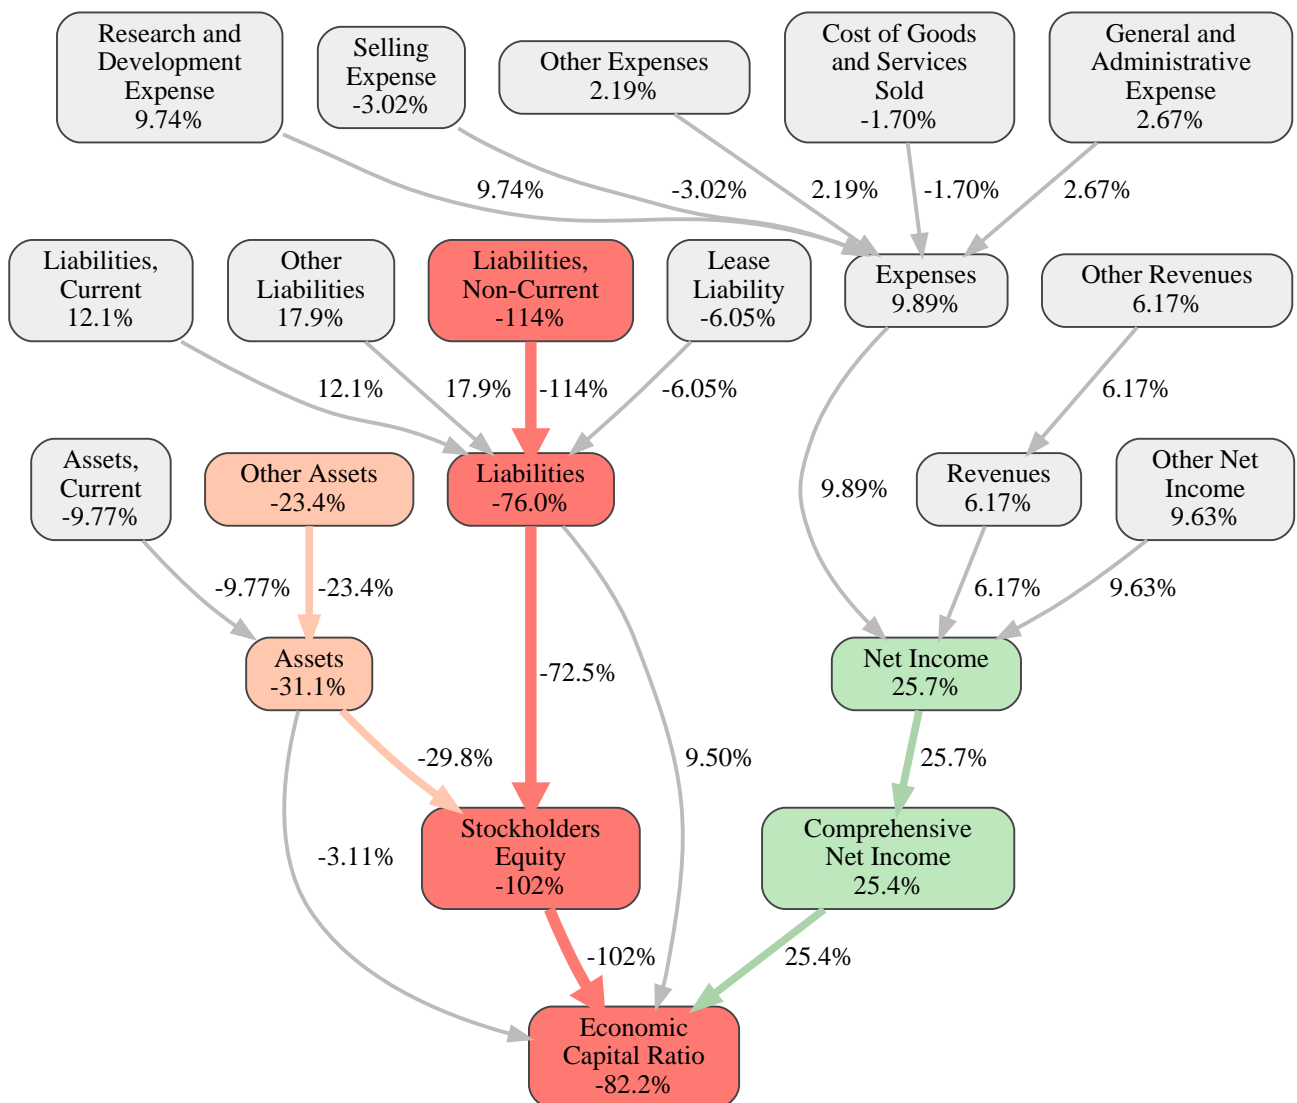 Research and
Development
Expense
9.74%
Selling
Expense
-3.02%
Other Expenses
2.19%
Cost of Goods
and Services
Sold
-1.70%
General and
Administrative
Expense
2.67%
9.74%
-3.02%
2.19%
-1.70%
2.67%
Liabilities,
Current
12.1%
Other
Liabilities
17.9%
Liabilities,
Non-Current
-114%
Lease
Liability
-6.05%
Expenses
9.89%
Other Revenues
6.17%
12.1%
17.9%
-114%
-6.05%
6.17%
Assets,
Current
-9.77%
Other Assets
-23.4%
Liabilities
-76.0%
9.89%
Revenues
6.17%
Other Net
Income
9.63%
-9.77%
-23.4%
6.17%
9.63%
Assets
-31.1%
-72.5%
Net Income
25.7%
-29.8%
9.50%
25.7%
-3.11%
Stockholders
Equity
-102%
Comprehensive
Net Income
25.4%
-102%
25.4%
Economic
Capital Ratio
-82.2%